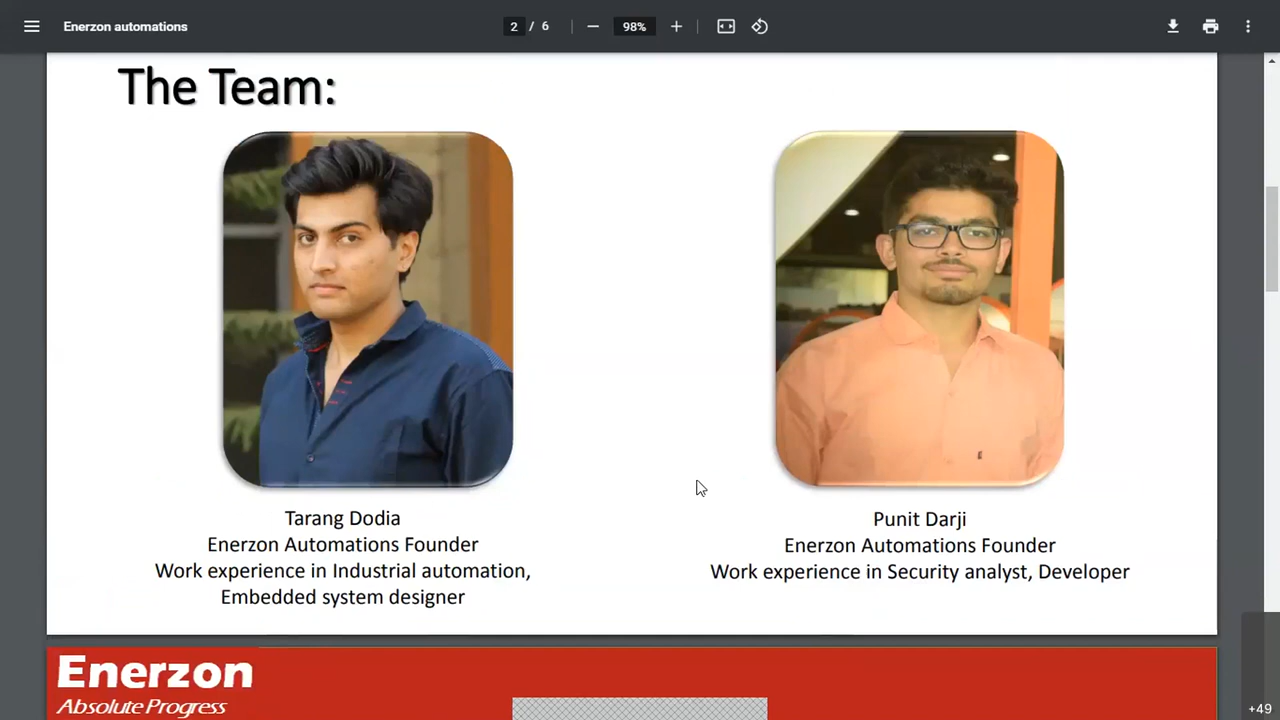 Enerzon automations
2 / 6
98%
The Team:
Tarang Dodia
Enerzon Automations Founder
Work experience in Industrial automation,
Embedded system designer
Punit Darji
Enerzon Automations Founder
Work experience in Security analyst, Developer
Enerzon
Absolute Progress
+49